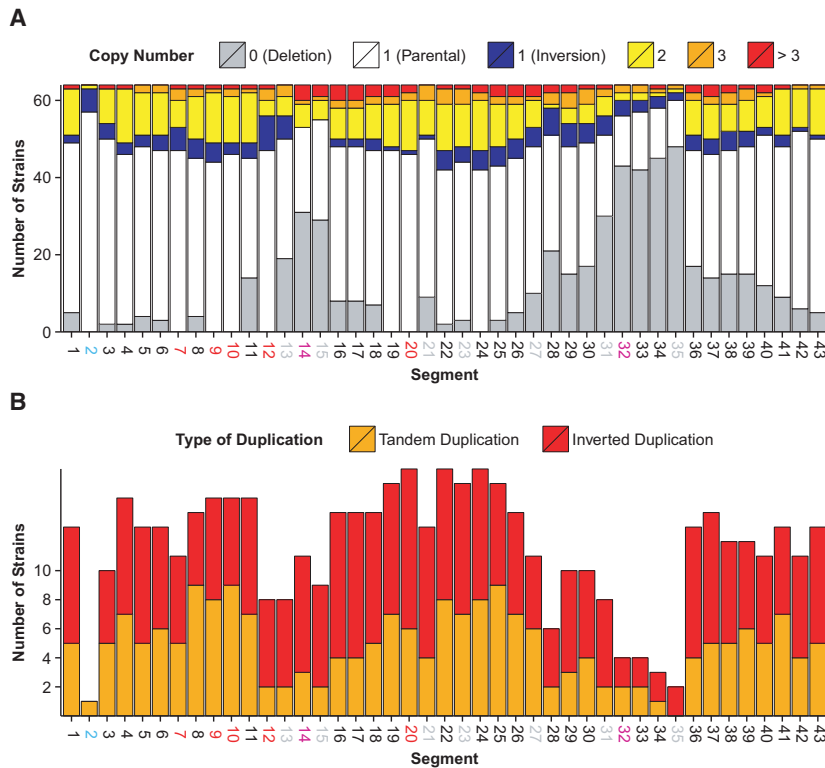 A
Copy Number 0 (Deletion) 1 (Parental) 1 (Inversion) 2 3 > 3
60
40
20
0
Number of Strains
1 2 3 4 5 6 7 8 9 10 11 12 13 14 15 16 17 18 19 20 21 22 23 24 25 26 27 28 29 30 31 32 33 34 35 36 37 38 39 40 41 42 43
Segment
B
Type of Duplication Tandem Duplication Inverted Duplication
10
8
6
4
2
Number of Strains
1 2 3 4 5 6 7 8 9 10 11 12 13 14 15 16 17 18 19 20 21 22 23 24 25 26 27 28 29 30 31 32 33 34 35 36 37 38 39 40 41 42 43
Segment